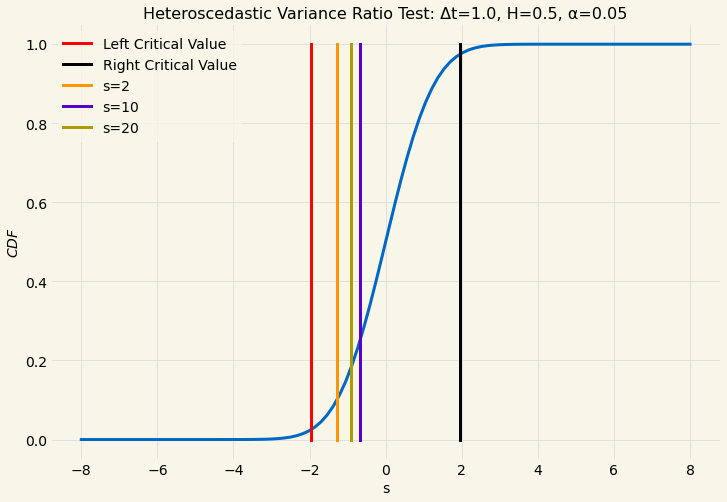 Heteroscedastic Variance Ratio Test: Δt=1.0, H=0.5, α=0.05
Left Critical Value
Right Critical Value
s=2
s=10
s=20
CDF
1.0
0.8
0.6
0.4
0.2
0.0
−8 −6 −4 −2 0 2 4 6 8
s